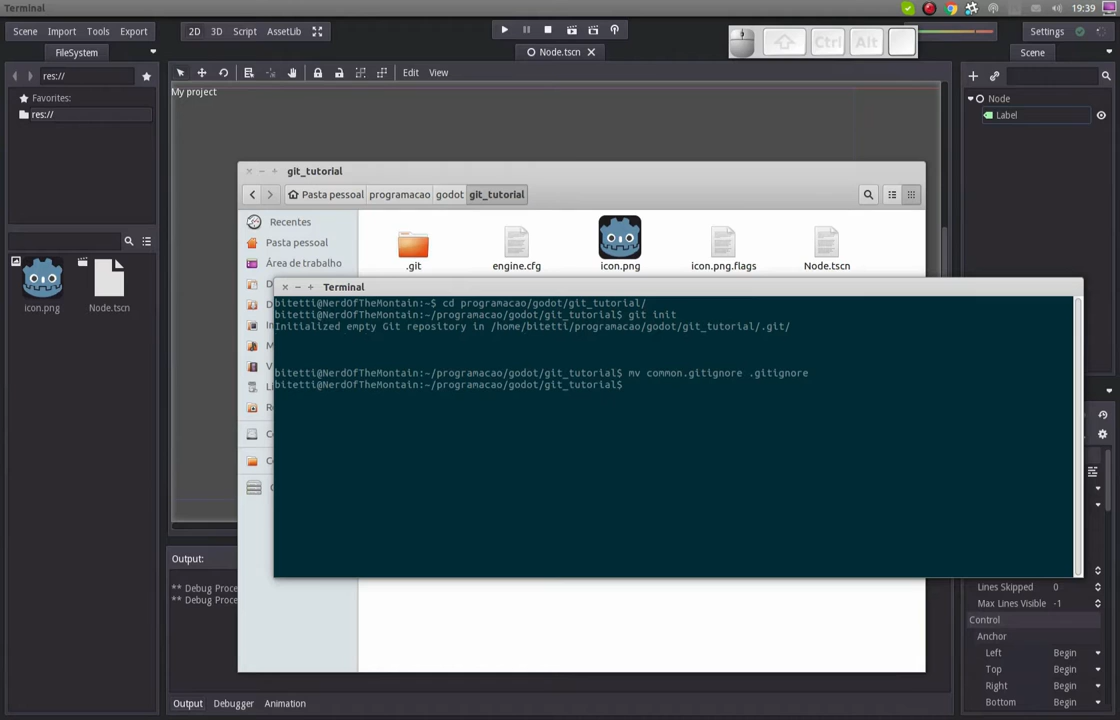 Terminal
19:39
Scene Import Tools Export
2D 3D Script AssetLib
Settings
FileSystem
Node.tscn
Ctrl Alt
Scene
res://
Edit View
Favorites:
res://
My project
Node
Label
git_tutorial
Pasta pessoal programacao godot git_tutorial
Recentes
Pasta pessoal
Área de trabalho
.git engine.cfg icon.png icon.png.flags Node.tscn
icon.png Node.tscn
Terminal
bitetti@NerdOfTheMontain:~$ cd programacao/godot/git_tutorial/
bitetti@NerdOfTheMontain:~/programacao/godot/git_tutorial$ git init
Initialized empty Git repository in /home/bitetti/programacao/godot/git_tutorial/.git/
bitetti@NerdOfTheMontain:~/programacao/godot/git_tutorial$ mv common.gitignore .gitignore
bitetti@NerdOfTheMontain:~/programacao/godot/git_tutorial$
Output:
** Debug Proce
** Debug Proce
Lines Skipped 0
Max Lines Visible -1
Control
Anchor
Left Begin
Top Begin
Right Begin
Bottom Begin
Output Debugger Animation